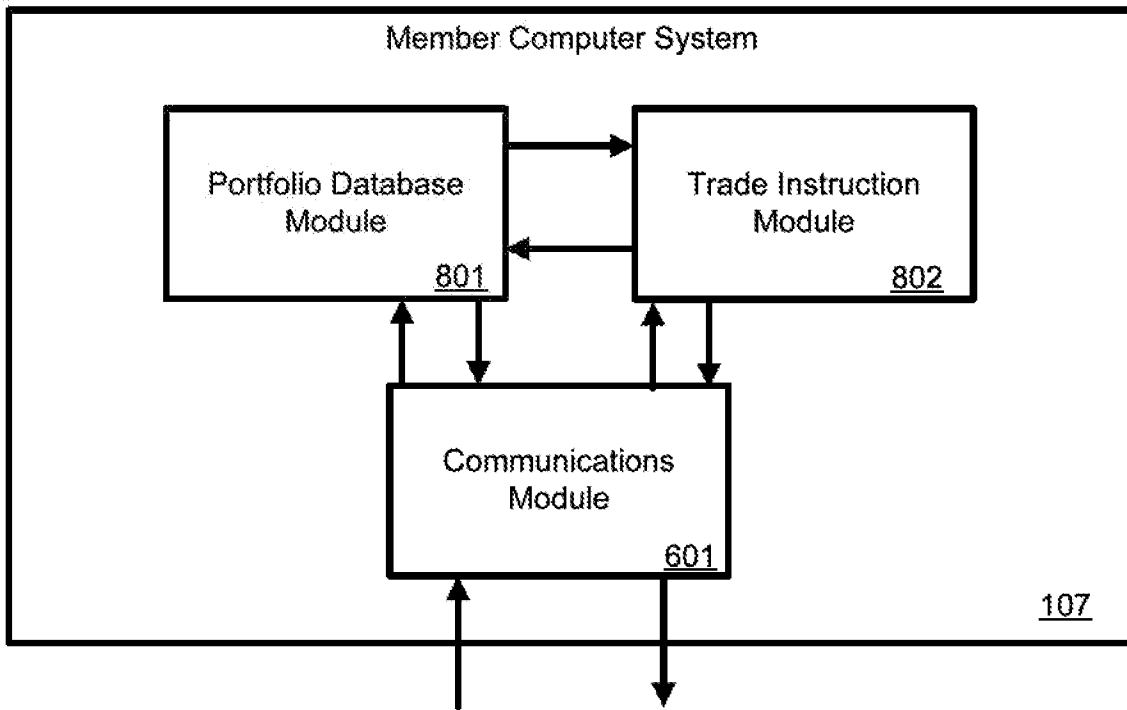 Member Computer System
Portfolio Database
Module
801
Trade Instruction
Module
802
Communications
Module
601
107